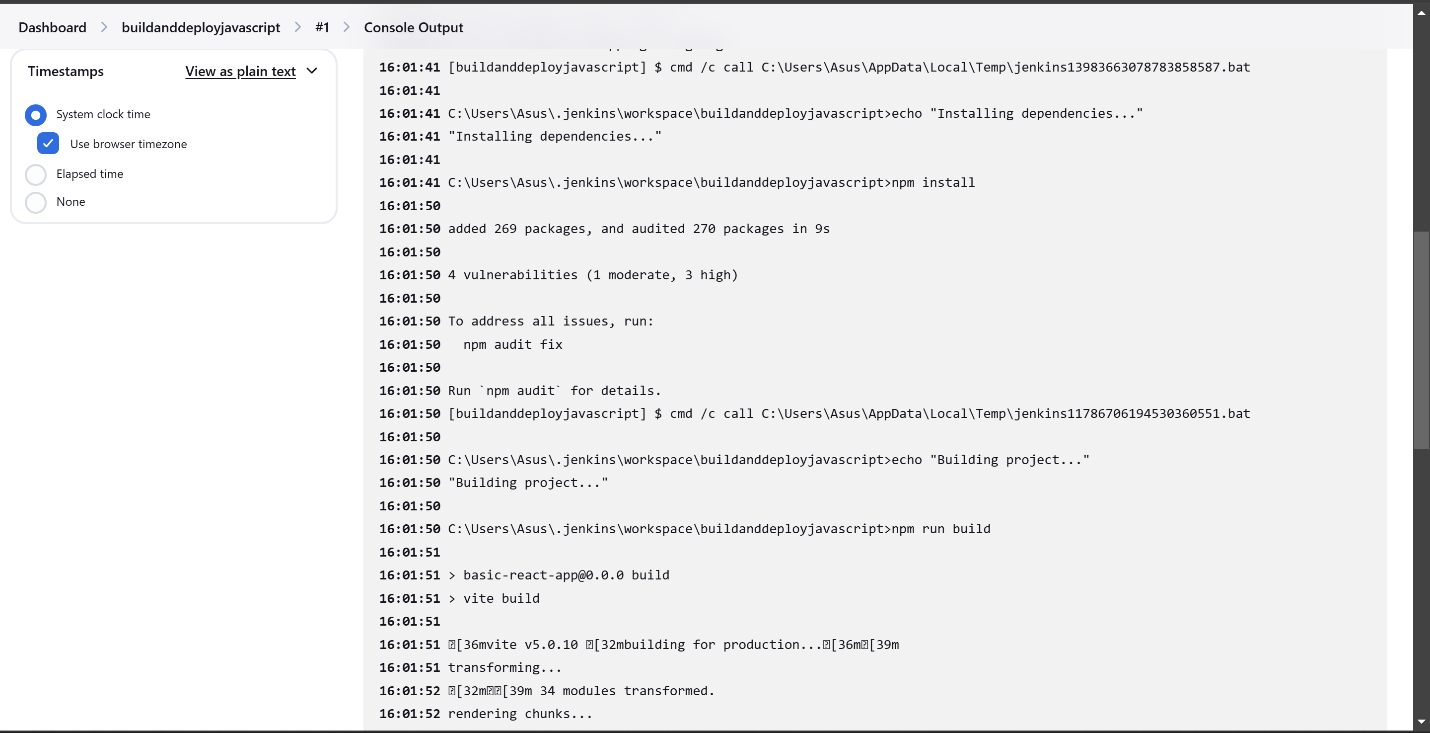 Dashboard > buildanddeployjavascript > #1 > Console Output
Timestamps
View as plain text
System clock time
Use browser timezone
Elapsed time
None
16:01:41 [buildanddeployjavascript] $ cmd /c call C:\Users\Asus\AppData\Local\Temp\jenkins13983663078783858587.bat
16:01:41
16:01:41 C:\Users\Asus\.jenkins\workspace\buildanddeployjavascript>echo "Installing dependencies..."
16:01:41 "Installing dependencies..."
16:01:41
16:01:41 C:\Users\Asus\.jenkins\workspace\buildanddeployjavascript>npm install
16:01:50
16:01:50 added 269 packages, and audited 270 packages in 9s
16:01:50
16:01:50 4 vulnerabilities (1 moderate, 3 high)
16:01:50
16:01:50 To address all issues, run:
16:01:50   npm audit fix
16:01:50
16:01:50 Run `npm audit` for details.
16:01:50 [buildanddeployjavascript] $ cmd /c call C:\Users\Asus\AppData\Local\Temp\jenkins11786706194530360551.bat
16:01:50
16:01:50 C:\Users\Asus\.jenkins\workspace\buildanddeployjavascript>echo "Building project..."
16:01:50 "Building project..."
16:01:50
16:01:50 C:\Users\Asus\.jenkins\workspace\buildanddeployjavascript>npm run build
16:01:51
16:01:51 > basic-react-app@0.0.0 build
16:01:51 > vite build
16:01:51
16:01:51 [36mvite v5.0.10 [32mbuilding for production...[36m[39m
16:01:51 transforming...
16:01:52 [32m[39m 34 modules transformed.
16:01:52 rendering chunks...